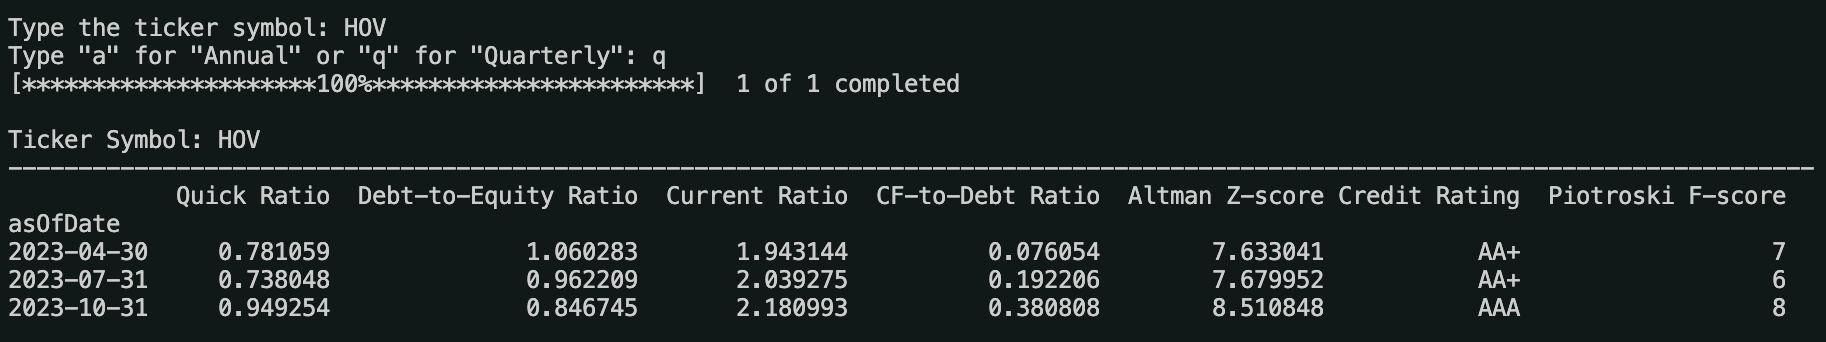 Type the ticker symbol: HOV
Type "a" for "Annual" or "q" for "Quarterly": q
[*********************100%***********************]  1 of 1 completed
Ticker Symbol: HOV
Quick Ratio  Debt-to-Equity Ratio  Current Ratio  CF-to-Debt Ratio  Altman Z-score Credit Rating  Piotroski F-score
asOfDate
2023-04-30     0.781059              1.060283       1.943144          0.076054        7.633041           AA+                  7
2023-07-31     0.738048              0.962209       2.039275          0.192206        7.679952           AA+                  6
2023-10-31     0.949254              0.846745       2.180993          0.380808        8.510848           AAA                  8